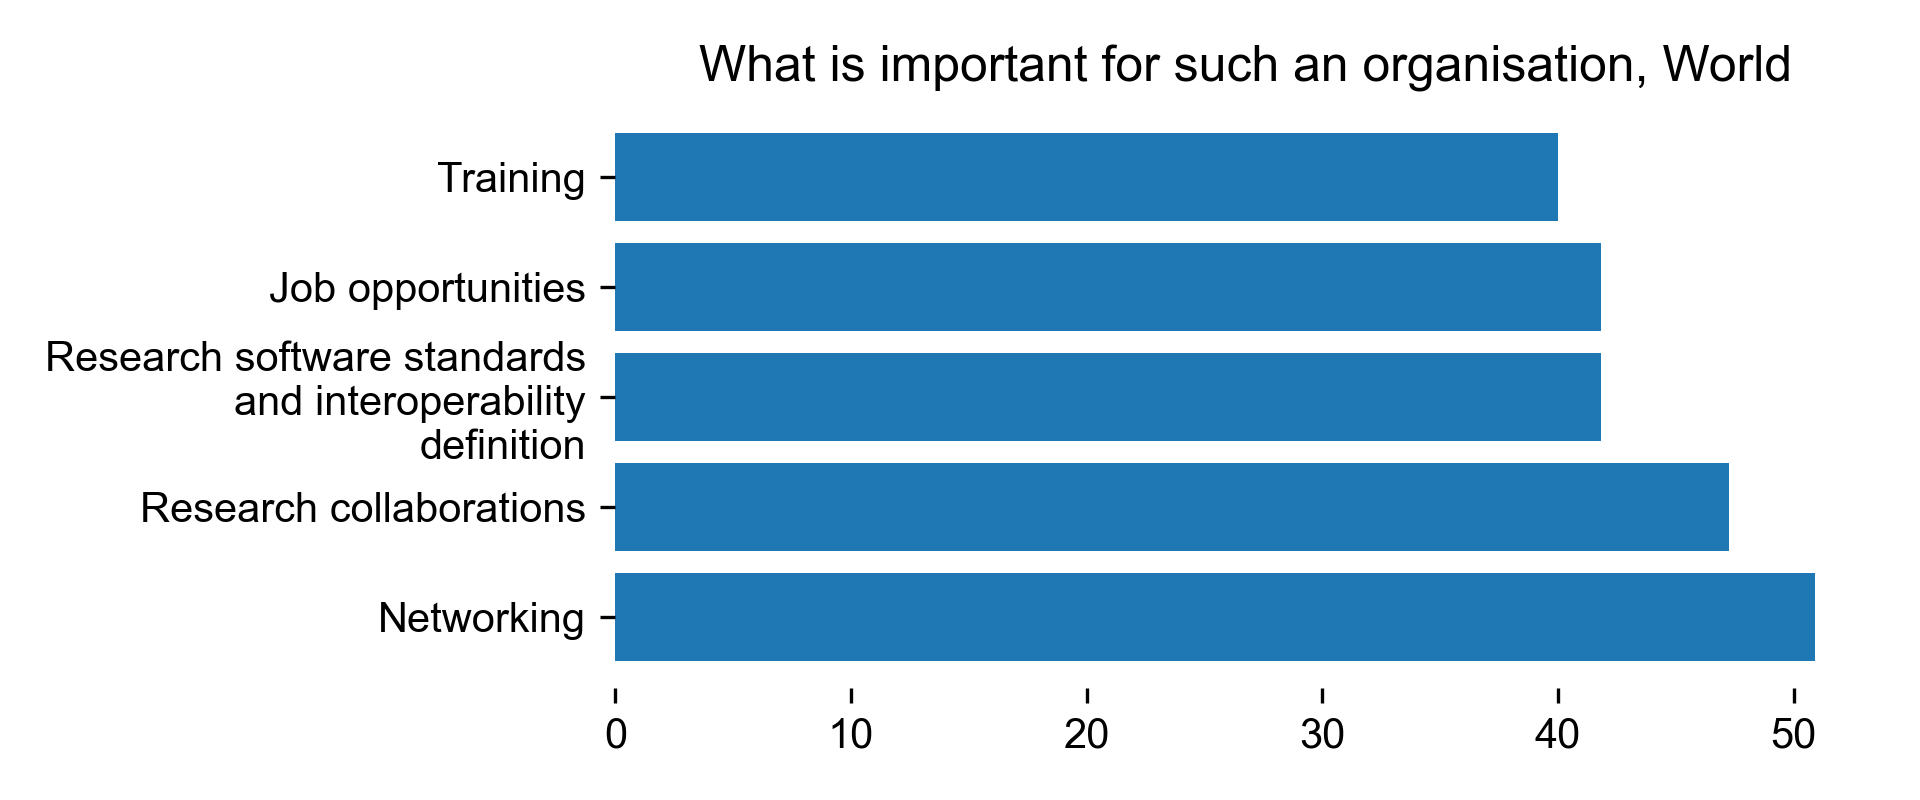 What is important for such an organisation, World
Training
Job opportunities
Research software standards
and interoperability
definition
Research collaborations
Networking
0 10 20 30 40 50